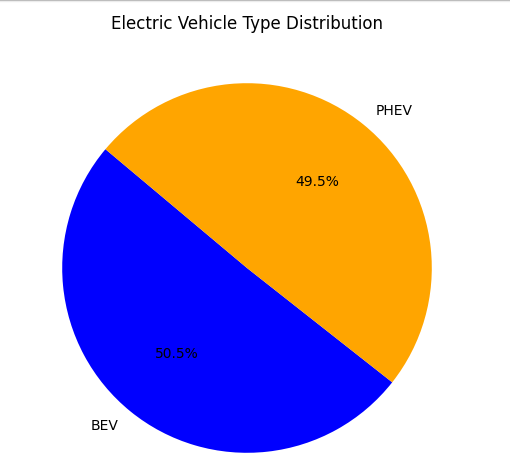 Electric Vehicle Type Distribution
PHEV
49.5%
50.5%
BEV